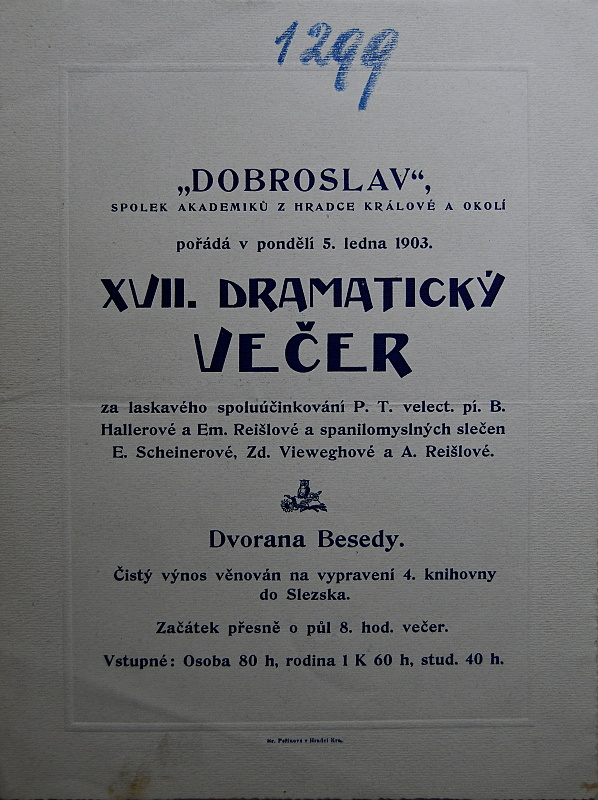 1299
„DOBROSLAV“,
SPOLEK AKADEMIKŮ Z HRADCE KRÁLOVÉ A OKOLÍ
pořádá v pondělí 5. ledna 1903.
XVII. DRAMATICKÝ
VEČER
za laskavého spoluúčinkování P. T. velect. pí. B.
Hallerové a Em. Reišlové a spanilomyslných slečen
E. Scheinerové, Zd. Vieweghové a A. Reišlové.
Dvorana Besedy.
Čistý výnos věnován na vypravení 4. knihovny
do Slezska.
Začátek přesně o půl 8. hod. večer.
Vstupné: Osoba 80 h, rodina 1 K 60 h, stud. 40 h.
v Hradci Král.